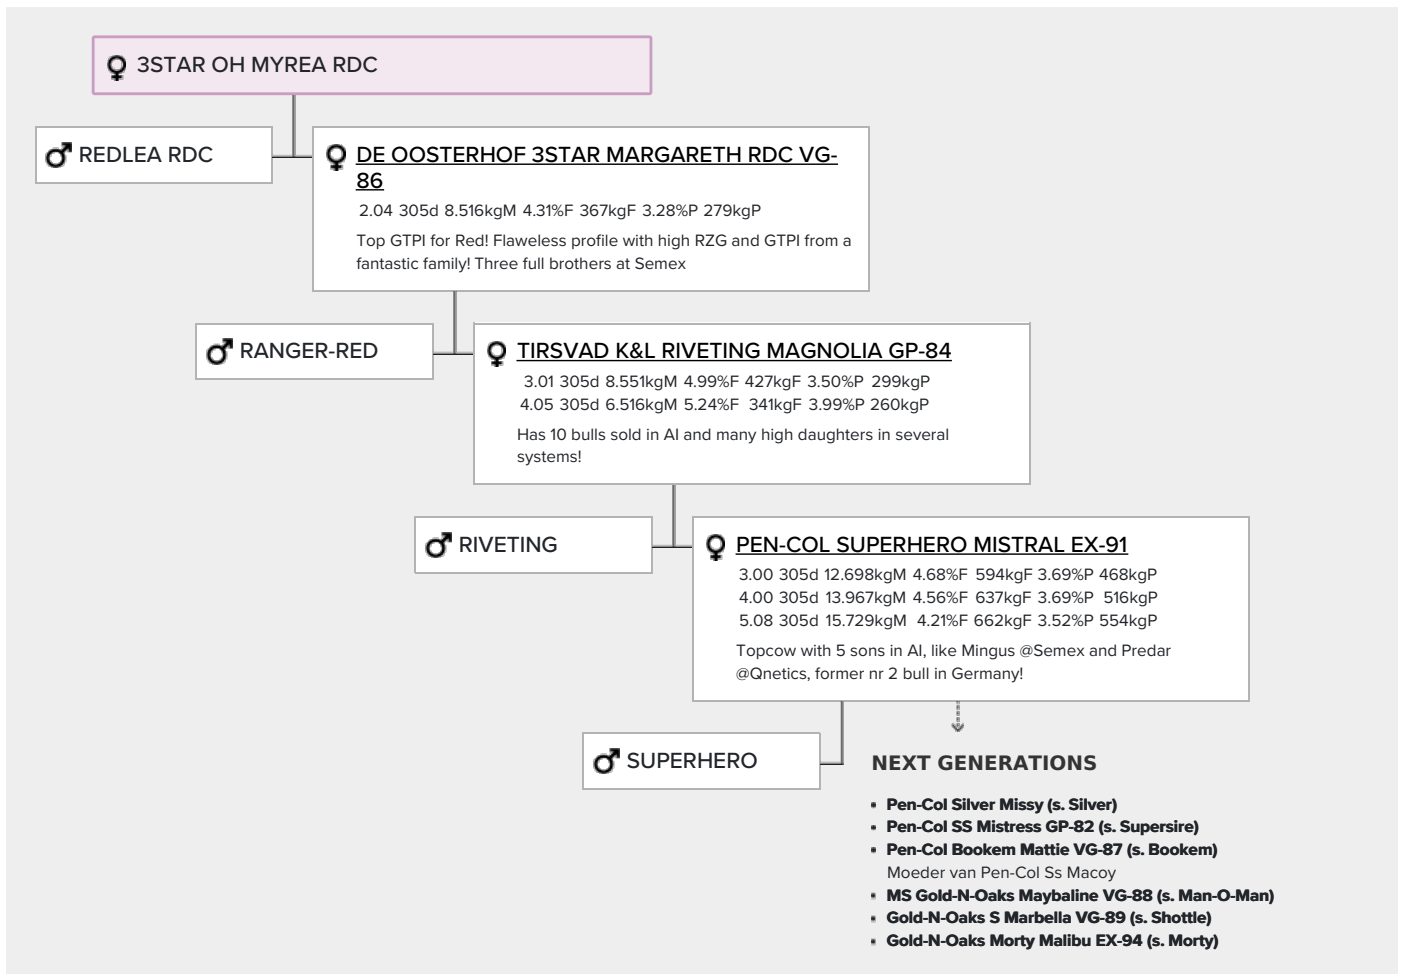 3STAR OH MYREA RDC
REDLEA RDC
DE OOSTERHOF 3STAR MARGARETH RDC VG-
86
2.04 305d 8.516kgM 4.31%F 367kgF 3.28%P 279kgP
Top GTPI for Red! Flaweless profile with high RZG and GTPI from a
fantastic family! Three full brothers at Semex
RANGER-RED
TIRSVAD K&L RIVETING MAGNOLIA GP-84
3.01 305d 8.551kgM 4.99%F 427kgF 3.50%P 299kgP
4.05 305d 6.516kgM 5.24%F 341kgF 3.99%P 260kgP
Has 10 bulls sold in AI and many high daughters in several
systems!
RIVETING
PEN-COL SUPERHERO MISTRAL EX-91
3.00 305d 12.698kgM 4.68%F 594kgF 3.69%P 468kgP
4.00 305d 13.967kgM 4.56%F 637kgF 3.69%P 516kgP
5.08 305d 15.729kgM 4.21%F 662kgF 3.52%P 554kgP
Topcow with 5 sons in AI, like Mingus @Semex and Predar
@Qnetics, former nr 2 bull in Germany!
SUPERHERO
NEXT GENERATIONS
Pen-Col Silver Missy (s. Silver)
Pen-Col SS Mistress GP-82 (s. Supersire)
Pen-Col Bookem Mattie VG-87 (s. Bookem)
Moeder van Pen-Col Ss Macoy
MS Gold-N-Oaks Maybaline VG-88 (s. Man-O-Man)
Gold-N-Oaks S Marbella VG-89 (s. Shottle)
Gold-N-Oaks Morty Malibu EX-94 (s. Morty)